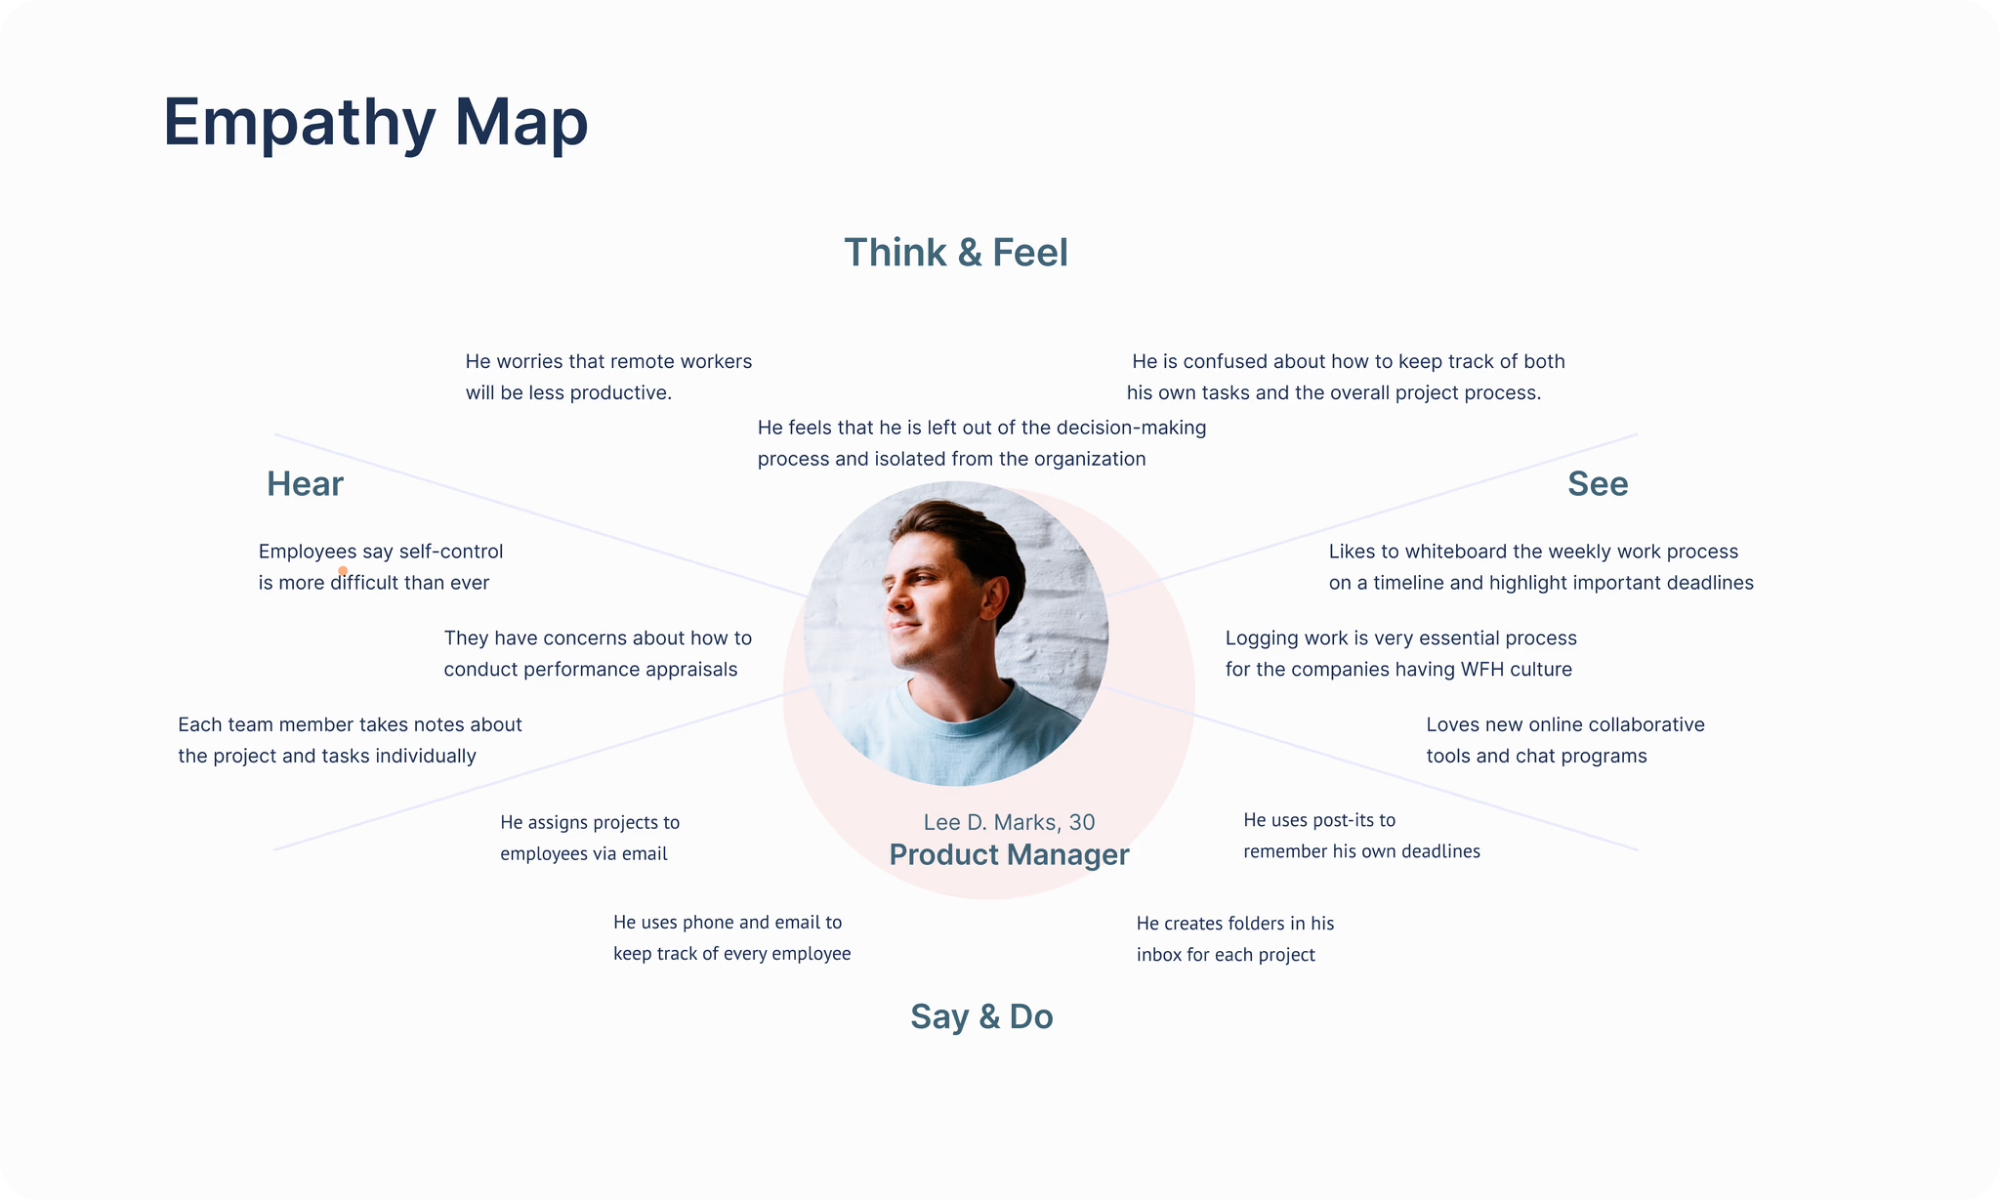 Empathy Map
Think & Feel
He worries that remote workers
will be less productive.
He is confused about how to keep track of both
his own tasks and the overall project process.
He feels that he is left out of the decision-making
process and isolated from the organization
Hear
Employees say self-control
is more difficult than ever
They have concerns about how to
conduct performance appraisals
Each team member takes notes about
the project and tasks individually
See
Likes to whiteboard the weekly work process
on a timeline and highlight important deadlines
Logging work is very essential process
for the companies having WFH culture
Loves new online collaborative
tools and chat programs
Lee D. Marks, 30
Product Manager
He assigns projects to
employees via email
He uses post-its to
remember his own deadlines
He uses phone and email to
keep track of every employee
He creates folders in his
inbox for each project
Say & Do